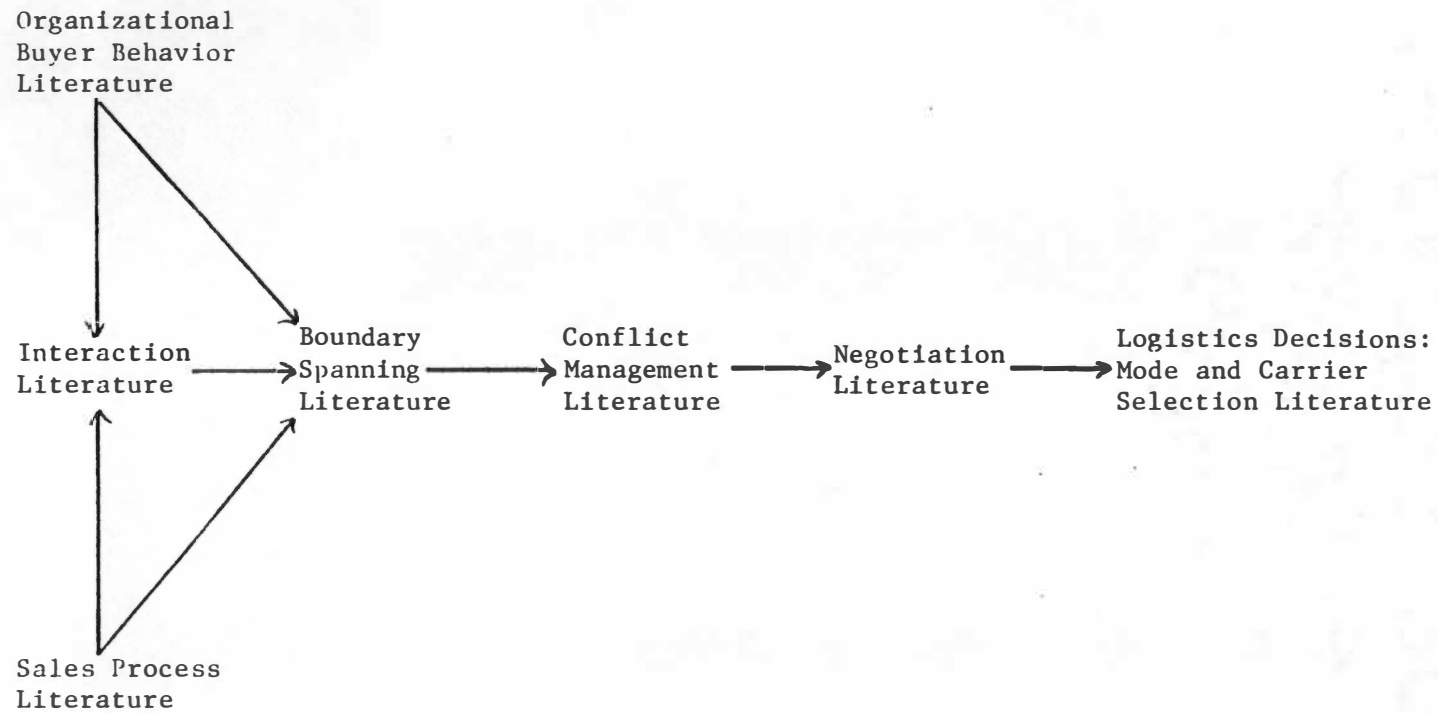 Organizational
Buyer Behavior
Literature
Interaction
Literature
Boundary
Spanning
Literature
Conflict
Management
Literature
Negotiation
Literature
Logistics Decisions:
Mode and Carrier
Selection Literature
Sales Process
Literature